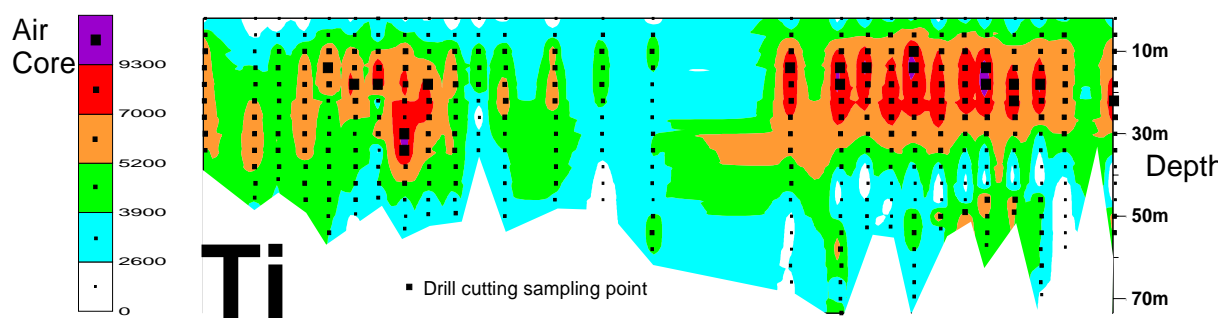 Air
Core
9300
7000
5200
3900
2600
0
10m
30m
Depth
50m
70m
Ti
Drill cutting sampling point